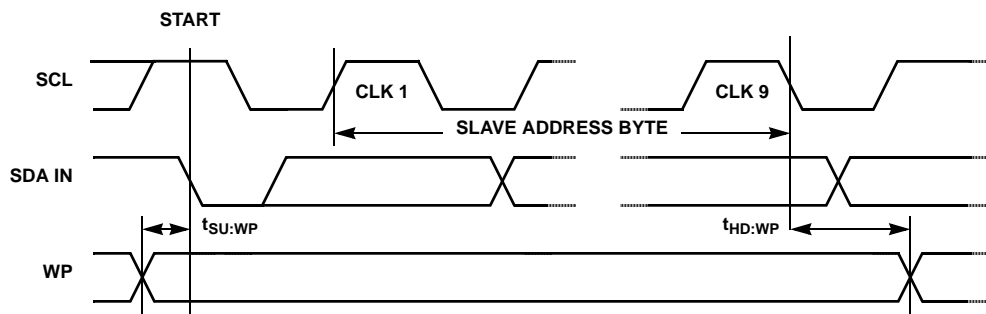 START
SCL
CLK 1
CLK 9
SLAVE ADDRESS BYTE
SDA IN
tSU:WP
tHD:WP
WP